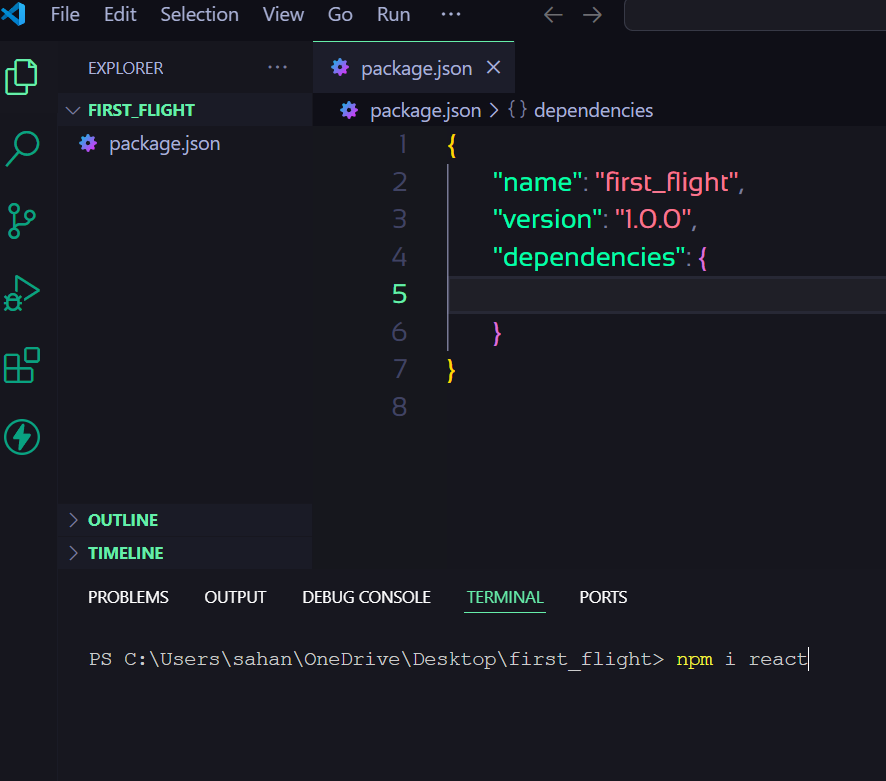 File Edit Selection View Go Run ···
EXPLORER ···
FIRST_FLIGHT
package.json
OUTLINE
TIMELINE
package.json
package.json > {} dependencies
1 {
2 "name": "first_flight",
3 "version": "1.0.0",
4 "dependencies": {
5
6 }
7 }
8
PROBLEMS OUTPUT DEBUG CONSOLE TERMINAL PORTS
PS C:\Users\sahan\OneDrive\Desktop\first_flight> npm i react